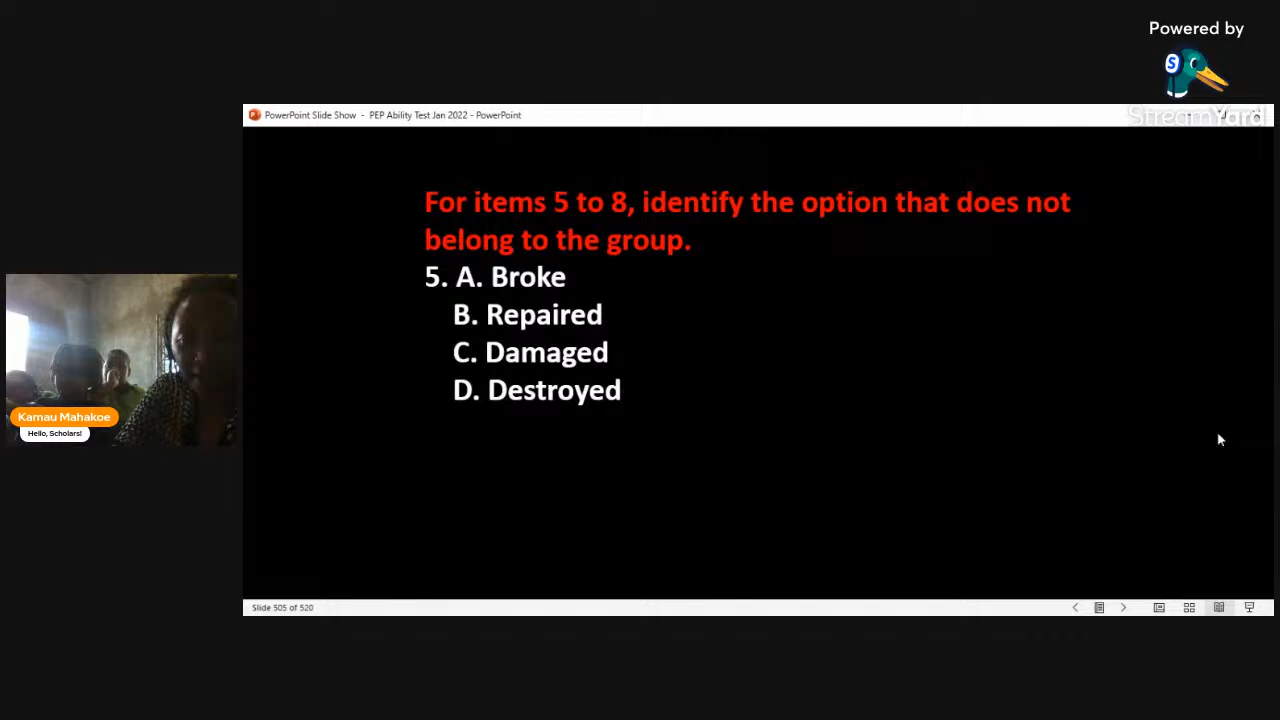 Powered by
S
StreamYard
PowerPoint Slide Show - PEP Ability Test Jan 2022 - PowerPoint
For items 5 to 8, identify the option that does not
belong to the group.
5. A. Broke
B. Repaired
C. Damaged
D. Destroyed
Kamau Mahakoe
Hello, Scholars!
Slide 505 of 520